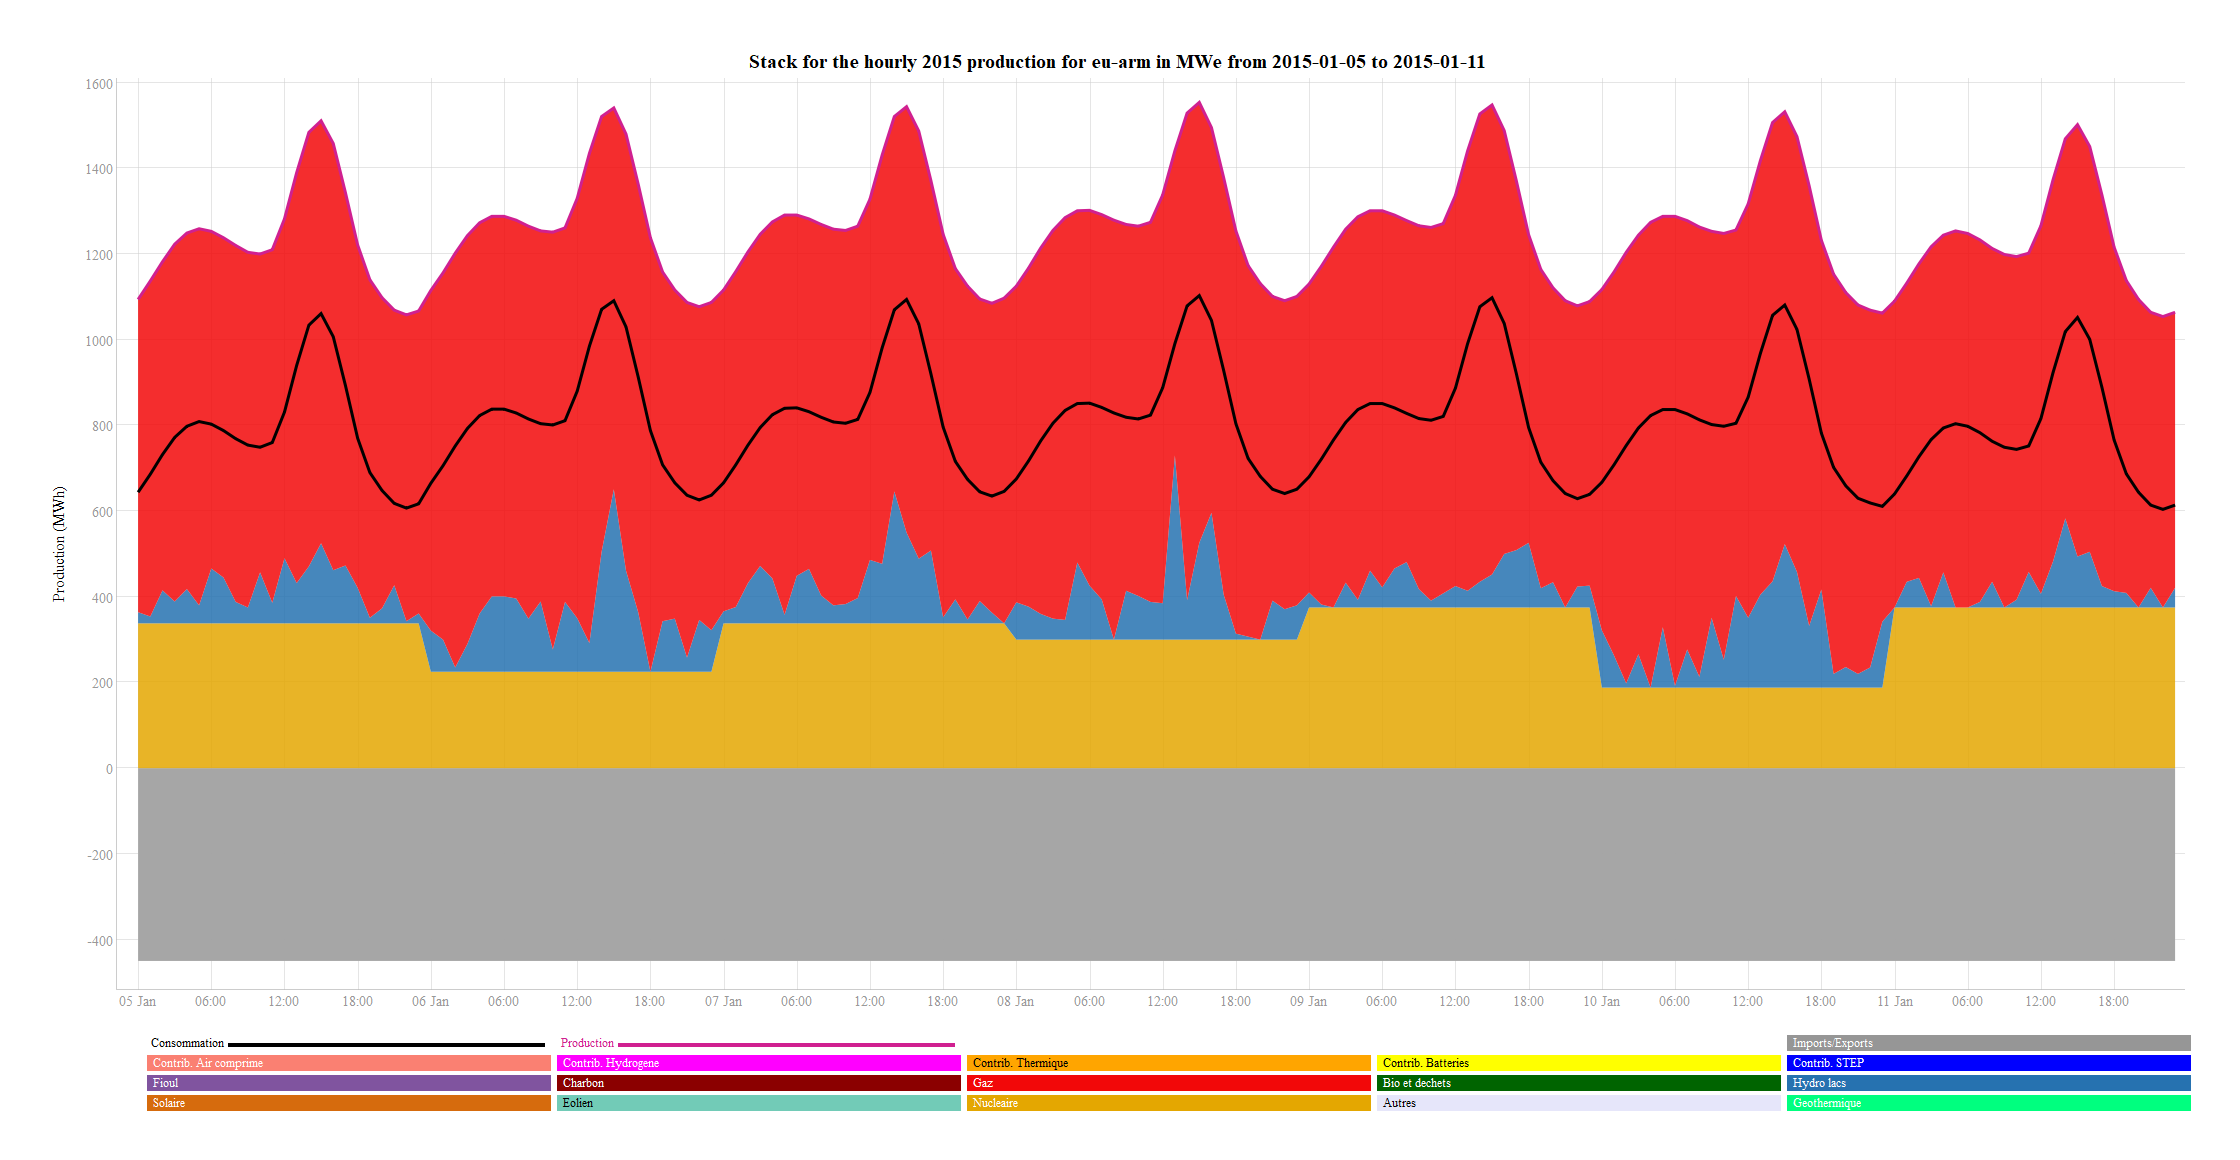 Stack for the hourly 2015 production for eu-arm in MWe from 2015-01-05 to 2015-01-11
1600
1400
1200
1000
800
600
400
200
0
-200
-400
Production (MWh)
05 Jan 06:00 12:00 18:00 06 Jan 06:00 12:00 18:00 07 Jan 06:00 12:00 18:00 08 Jan 06:00 12:00 18:00 09 Jan 06:00 12:00 18:00 10 Jan 06:00 12:00 18:00 11 Jan 06:00 12:00 18:00
Consommation Production Imports/Exports
Contrib. Air comprime Contrib. Hydrogene Contrib. Thermique Contrib. Batteries Contrib. STEP
Fioul Charbon Gaz Bio et dechets Hydro lacs
Solaire Eolien Nucleaire Autres Geothermique